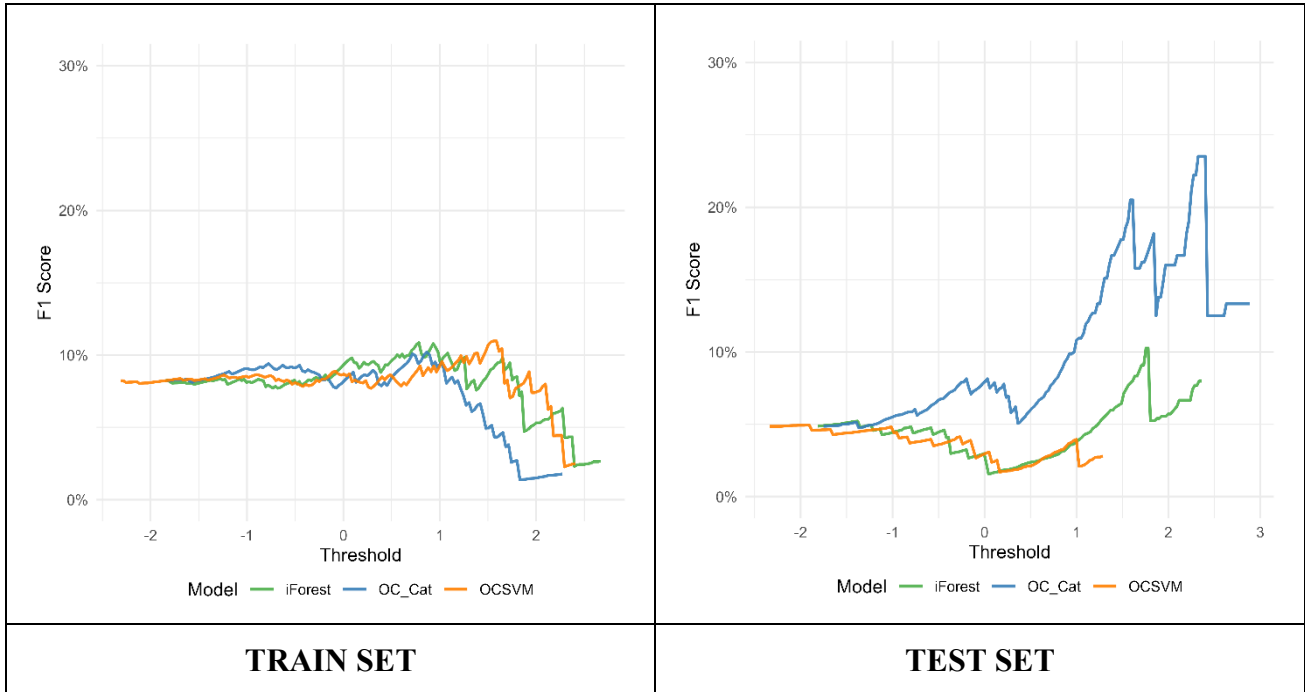 30%
20%
10%
0%
F1 Score
-2 -1 0 1 2
Threshold
Model iForest OC_Cat OCSVM
TRAIN SET
30%
20%
10%
0%
F1 Score
-2 -1 0 1 2 3
Threshold
Model iForest OC_Cat OCSVM
TEST SET